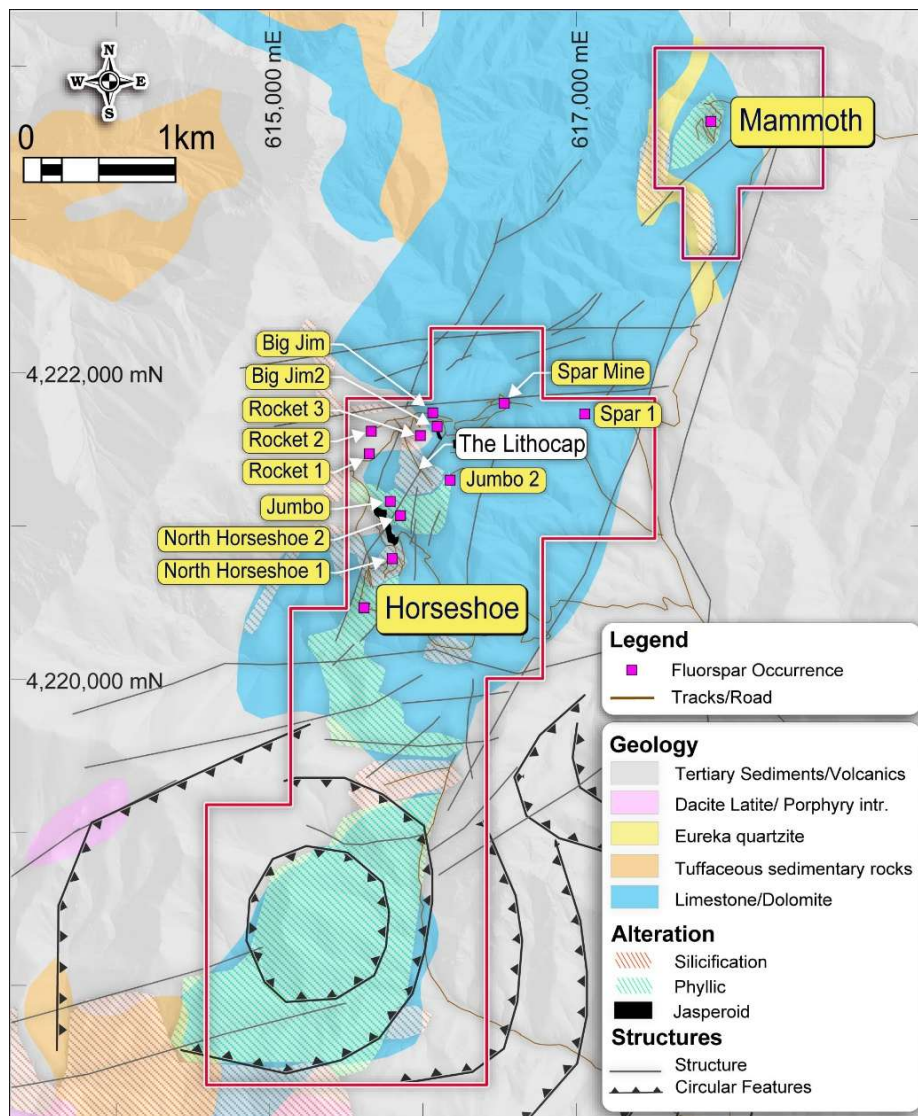 615,000 mE
617,000 mE
N
W
E
S
0
1km
Mammoth
4,222,000 mN
Big Jim
Big Jim2
Rocket 3
Rocket 2
Rocket 1
Jumbo
North Horseshoe 2
North Horseshoe 1
Spar Mine
Spar 1
The Lithocap
Jumbo 2
Horseshoe
4,220,000 mN
Legend
Fluorspar Occurrence
Tracks/Road
Geology
Tertiary Sediments/Volcanics
Dacite Latite/ Porphyry intr.
Eureka quartzite
Tuffaceous sedimentary rocks
Limestone/Dolomite
Alteration
Silicification
Phyllic
Jasperoid
Structures
Structure
Circular Features